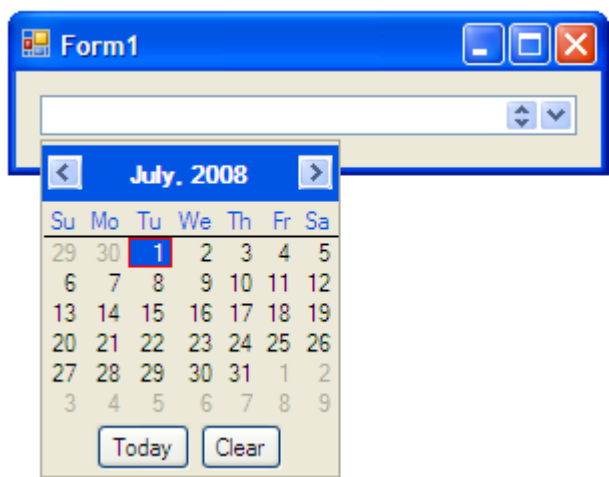 Form1
July, 2008
Su Mo Tu We Th Fr Sa
29 30 1 2 3 4 5
6 7 8 9 10 11 12
13 14 15 16 17 18 19
20 21 22 23 24 25 26
27 28 29 30 31 1 2
3 4 5 6 7 8 9
Today Clear